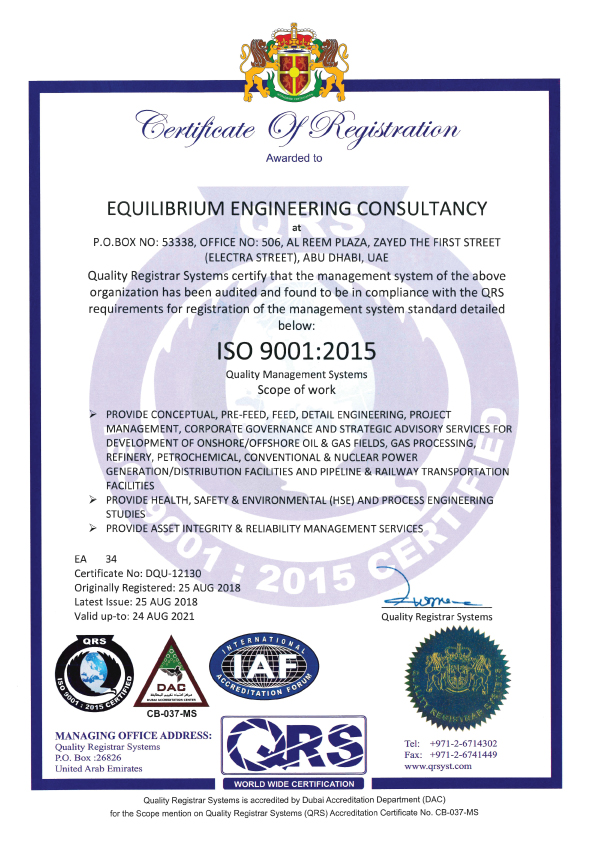 Certificate Of Registration
Awarded to
EQUILIBRIUM ENGINEERING CONSULTANCY
at
P.O.BOX NO: 53338, OFFICE NO: 506, AL REEM PLAZA, ZAYED THE FIRST STREET
(ELECTRA STREET), ABU DHABI, UAE
Quality Registrar Systems certify that the management system of the above
organization has been audited and found to be in compliance with the QRS
requirements for registration of the management system standard detailed
below:
ISO 9001:2015
Quality Management Systems
Scope of work
➢ PROVIDE CONCEPTUAL, PRE-FEED, FEED, DETAIL ENGINEERING, PROJECT
MANAGEMENT, CORPORATE GOVERNANCE AND STRATEGIC ADVISORY SERVICES FOR
DEVELOPMENT OF ONSHORE/OFFSHORE OIL & GAS FIELDS, GAS PROCESSING,
REFINERY, PETROCHEMICAL, CONVENTIONAL & NUCLEAR POWER
GENERATION/DISTRIBUTION FACILITIES AND PIPELINE & RAILWAY TRANSPORTATION
FACILITIES
➢ PROVIDE HEALTH, SAFETY & ENVIRONMENTAL (HSE) AND PROCESS ENGINEERING
STUDIES
➢ PROVIDE ASSET INTEGRITY & RELIABILITY MANAGEMENT SERVICES
QRS
ISO 9001 : 2015 CERTIFIED
EA 34
Certificate No: DQU-12130
Originally Registered: 25 AUG 2018
Latest Issue: 25 AUG 2018
Valid up-to: 24 AUG 2021
Quality Registrar Systems
QRS
ISO 9001 : 2015 CERTIFIED
DAC
DUBAI ACCREDITATION CENTER
CB-037-MS
INTERNATIONAL
IAF
ACCREDITATION FORUM
QUALITY REGISTRAR SYSTEMS
MANAGING OFFICE ADDRESS:
Quality Registrar Systems
P.O. Box :26826
United Arab Emirates
QRS
WORLD WIDE CERTIFICATION
Tel: +971-2-6714302
Fax: +971-2-6741449
www.qrsyst.com
Quality Registrar Systems is accredited by Dubai Accreditation Department (DAC)
for the Scope mention on Quality Registrar Systems (QRS) Accreditation Certificate No. CB-037-MS